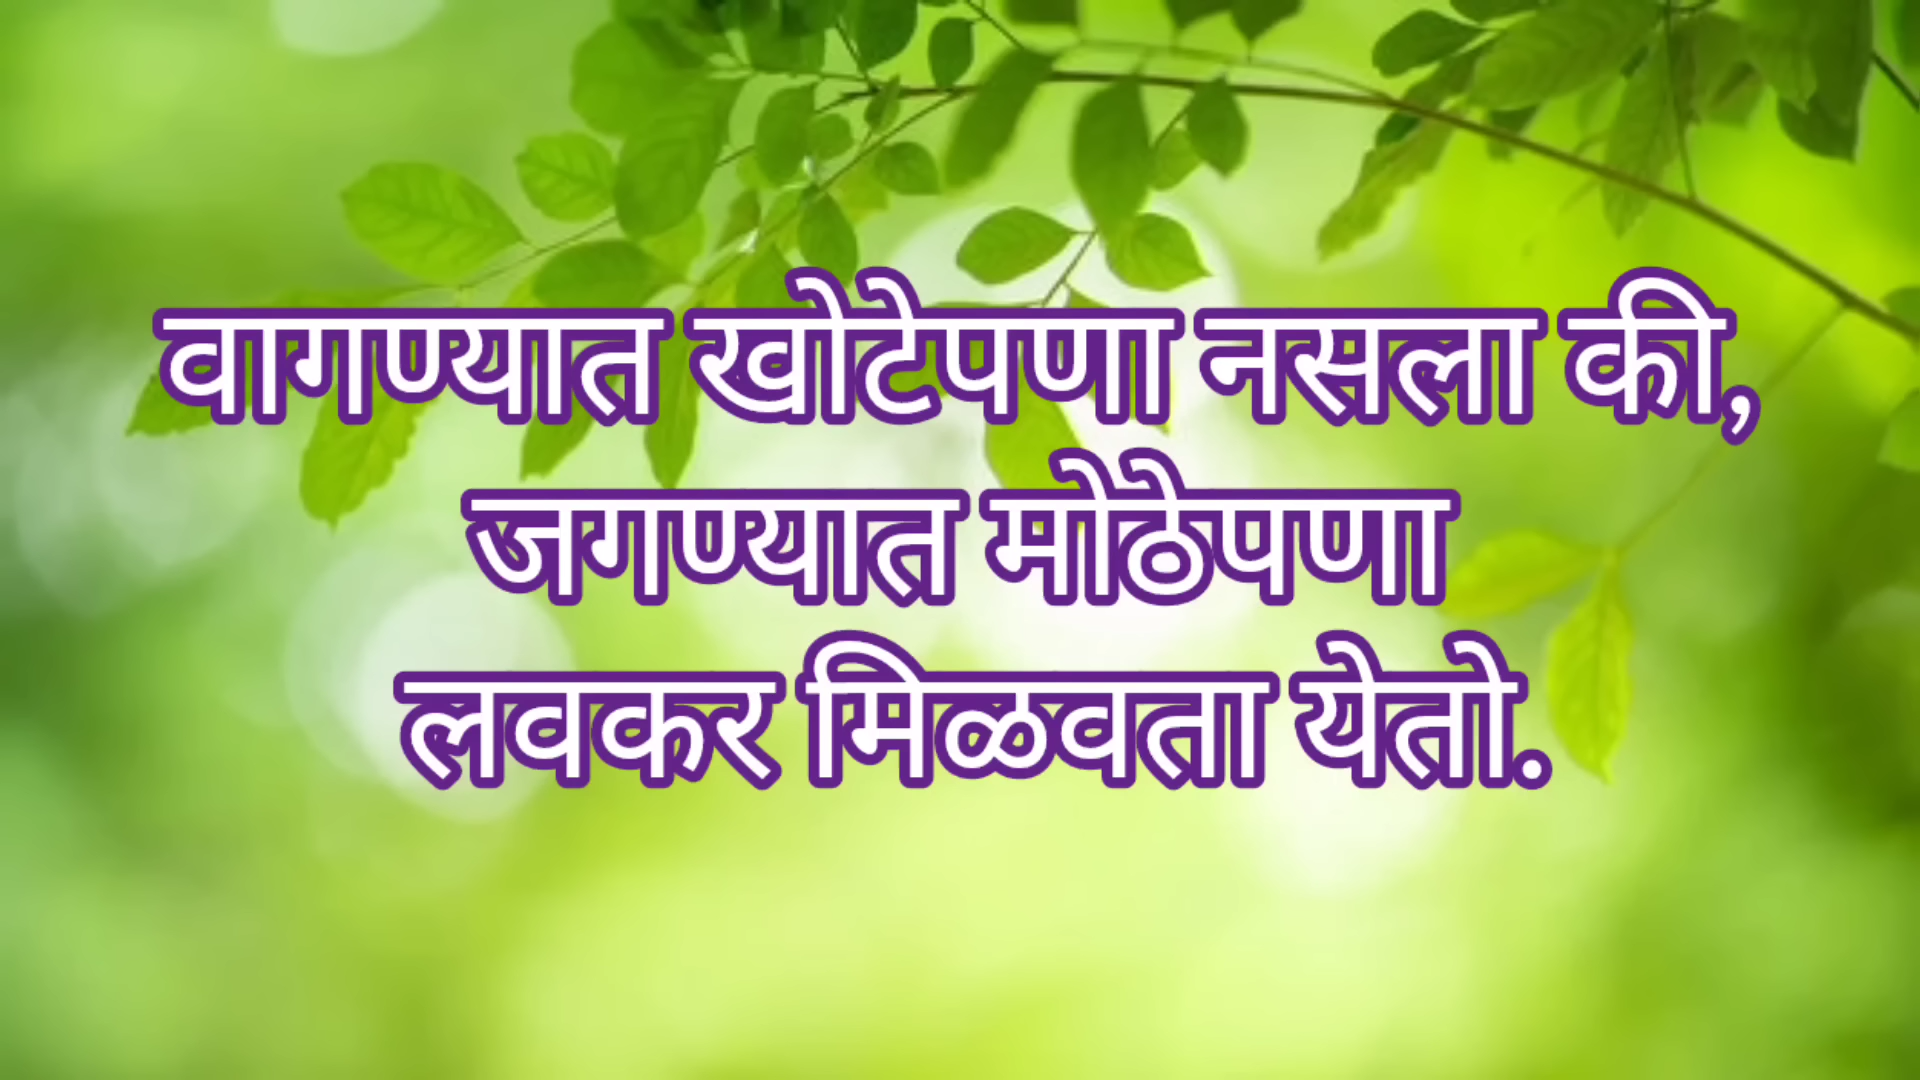 वागण्यात खोटेपणा नसला की,
जगण्यात मोठेपणा
लवकर मिळवता येतो.